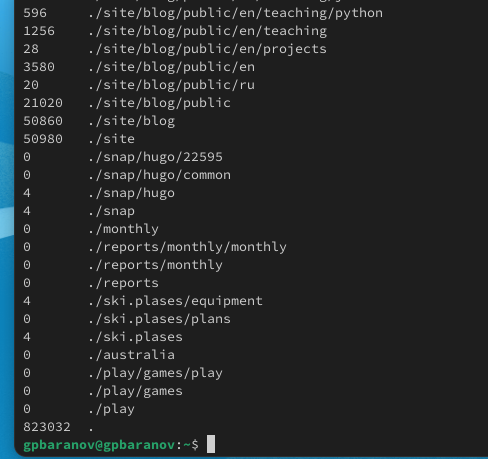 596 ./site/blog/public/en/teaching/python
1256 ./site/blog/public/en/teaching
28 ./site/blog/public/en/projects
3580 ./site/blog/public/en
20 ./site/blog/public/ru
21020 ./site/blog/public
50860 ./site/blog
50980 ./site
0 ./snap/hugo/22595
0 ./snap/hugo/common
4 ./snap/hugo
4 ./snap
0 ./monthly
0 ./reports/monthly/monthly
0 ./reports/monthly
0 ./reports
4 ./ski.plases/equipment
0 ./ski.plases/plans
4 ./ski.plases
0 ./australia
0 ./play/games/play
0 ./play/games
0 ./play
823032 .
gpbaranov@gpbaranov:~$